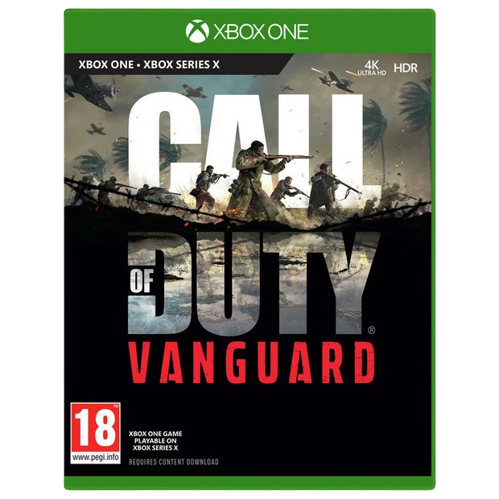 XBOX ONE
XBOX ONE • XBOX SERIES X
4K
ULTRA HD
HDR
CALL
OF DUTY®
VANGUARD
18
www.pegi.info
XBOX ONE GAME
PLAYABLE ON
XBOX SERIES X
REQUIRES CONTENT DOWNLOAD